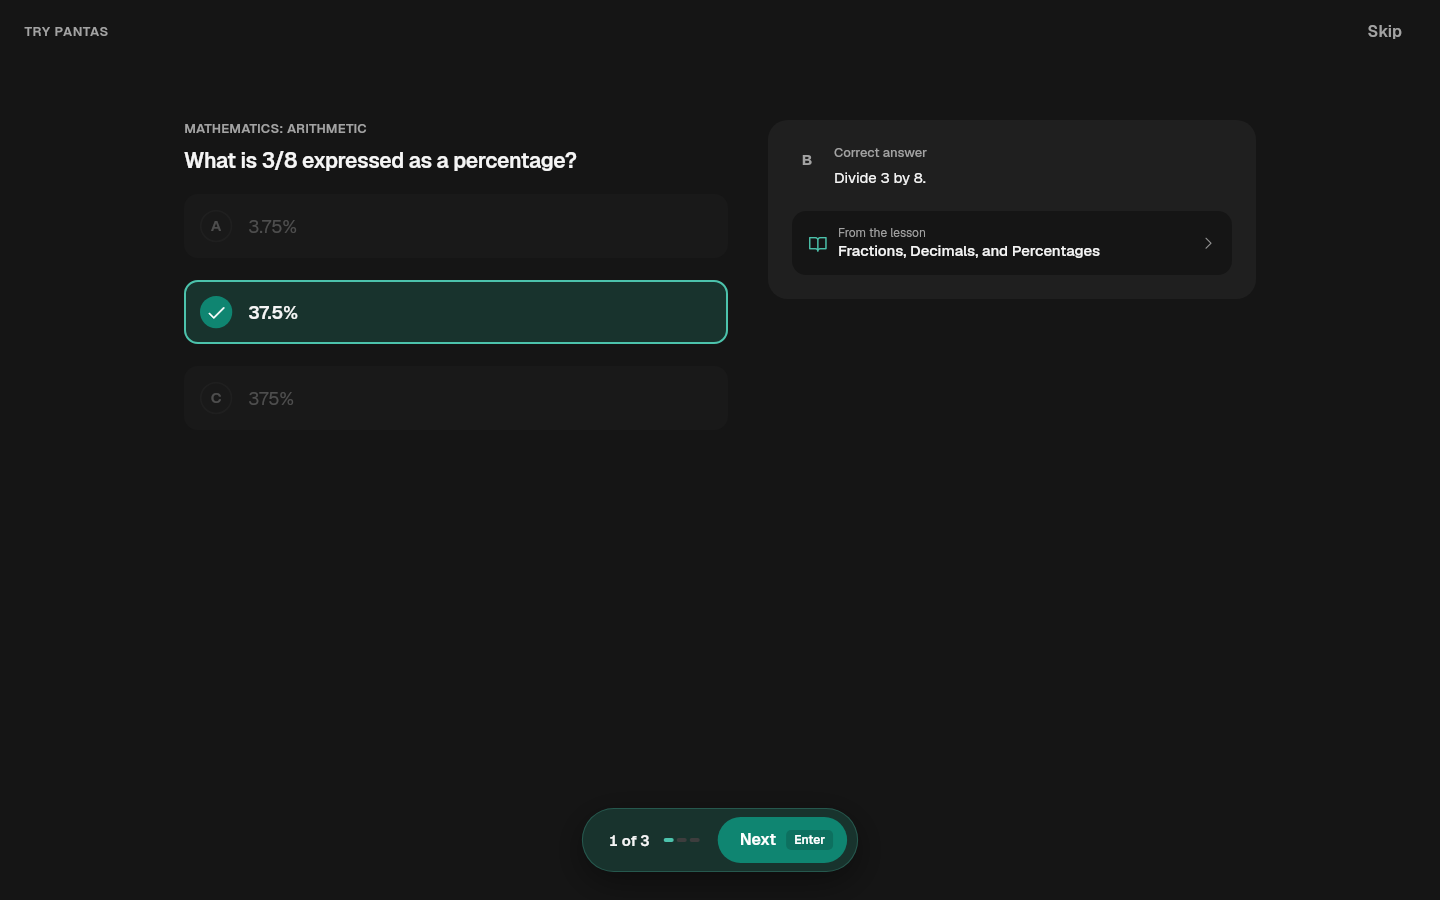 TRY PANTAS
Skip
MATHEMATICS: ARITHMETIC
What is 3/8 expressed as a percentage?
A 3.75%
37.5%
C 375%
B Correct answer
Divide 3 by 8.
From the lesson
Fractions, Decimals, and Percentages
1 of 3 Next Enter